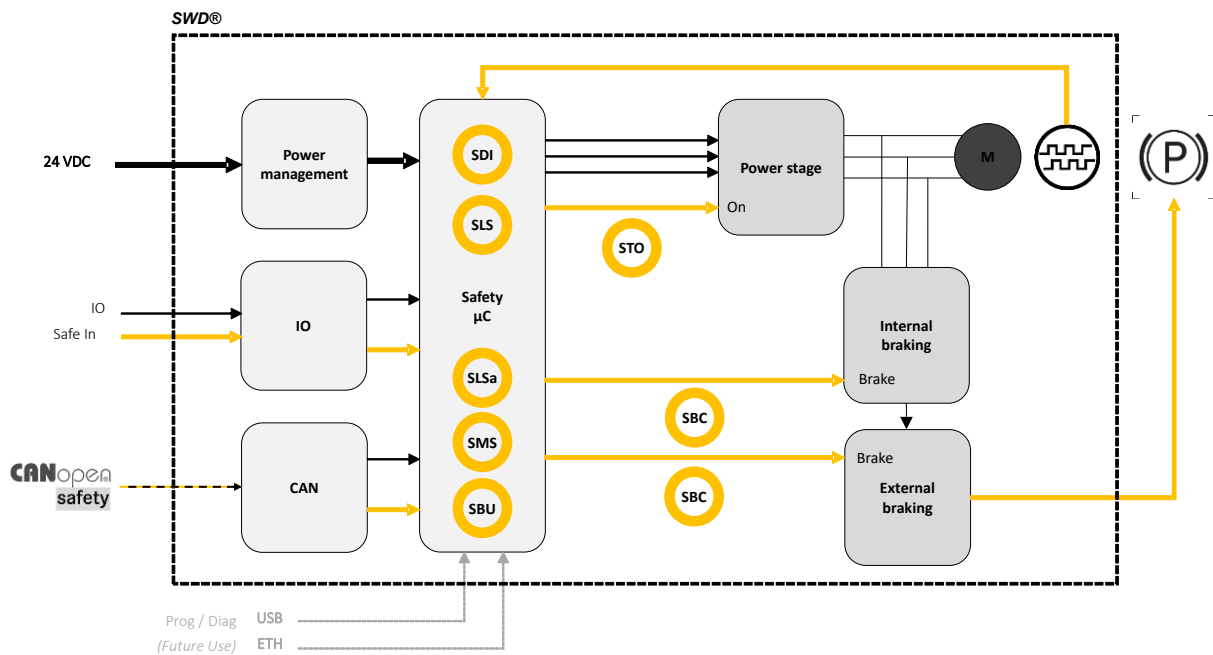 SWD®
24 VDC
Power
management
SDI
SLS
STO
Power stage
On
M
P
IO
Safe In
IO
Safety
µC
SLSa
SMS
SBU
Internal
braking
Brake
SBC
CANopen
safety
CAN
SBC
Brake
External
braking
Prog / Diag USB
(Future Use) ETH